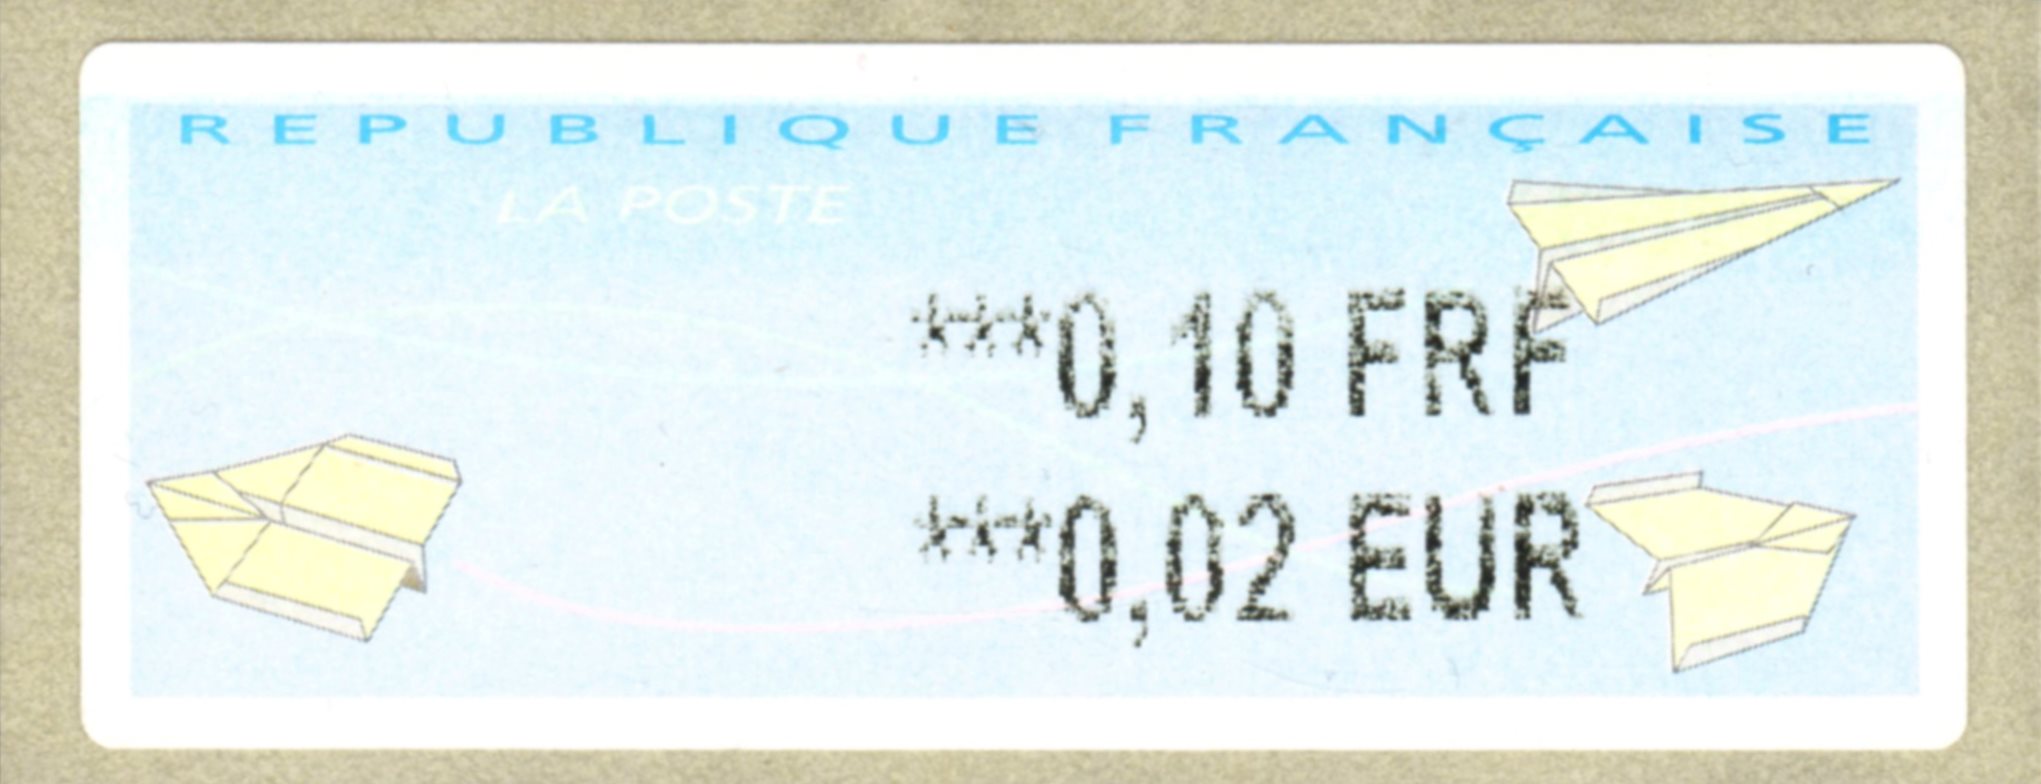 REPUBLIQUE FRANÇAISE
LA POSTE
***0,10 FRF
***0,02 EUR